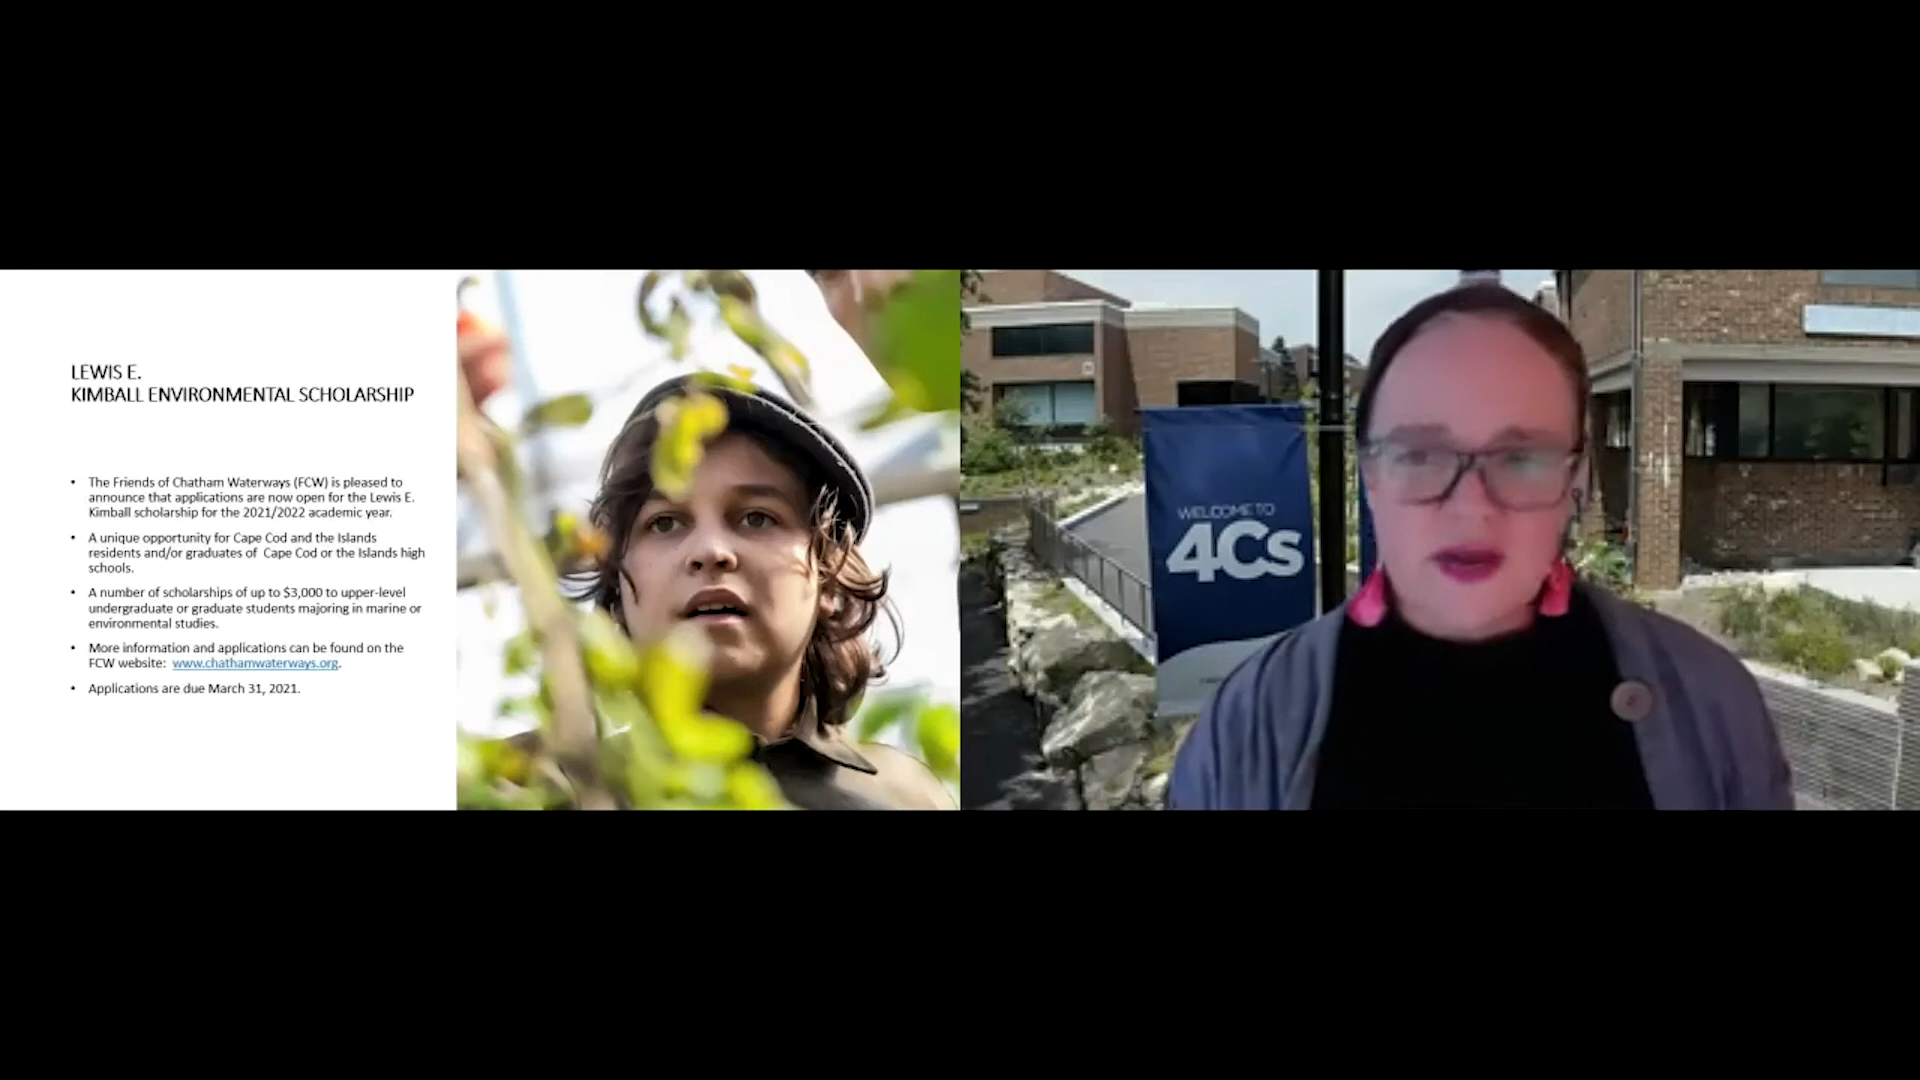 LEWIS E.
KIMBALL ENVIRONMENTAL SCHOLARSHIP
• The Friends of Chatham Waterways (FCW) is pleased to
announce that applications are now open for the Lewis E.
Kimball scholarship for the 2021/2022 academic year.
• A unique opportunity for Cape Cod and the Islands
residents and/or graduates of Cape Cod or the Islands high
schools.
• A number of scholarships of up to $3,000 to upper-level
undergraduate or graduate students majoring in marine or
environmental studies.
• More information and applications can be found on the
FCW website: www.chathamwaterways.org.
• Applications are due March 31, 2021.
WELCOME TO
4Cs